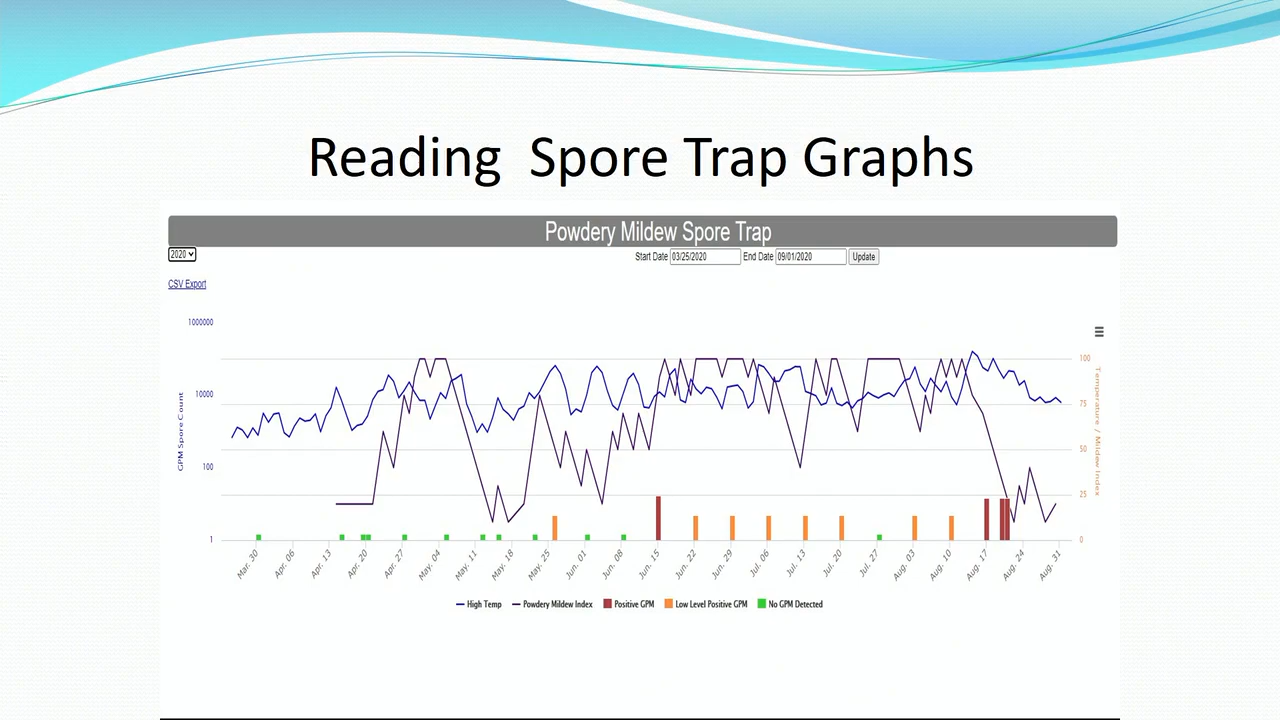 Reading  Spore Trap Graphs
Powdery Mildew Spore Trap
2020
Start Date 03/25/2020 End Date 09/01/2020 Update
CSV Export
1000000
10000
100
1
GPM Spore Count
100
75
50
25
0
Temperature / Mildew Index
Mar. 30 Apr. 06 Apr. 13 Apr. 20 Apr. 27 May. 04 May. 11 May. 18 May. 25 Jun. 01 Jun. 08 Jun. 15 Jun. 22 Jun. 29 Jul. 06 Jul. 13 Jul. 20 Jul. 27 Aug. 03 Aug. 10 Aug. 17 Aug. 24 Aug. 31
High Temp Powdery Mildew Index Positive GPM Low Level Positive GPM No GPM Detected